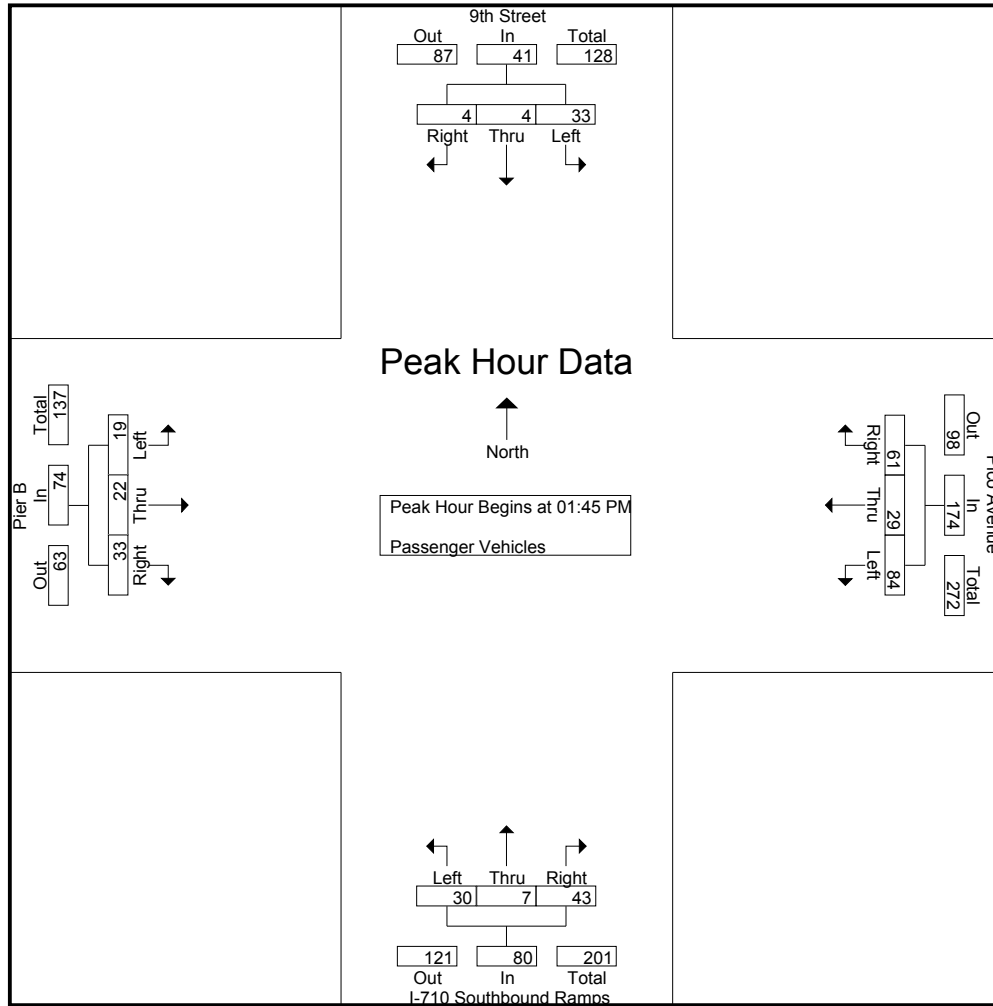 9th Street
Out In Total
87 41 128
4 4 33
Right Thru Left
Peak Hour Data
North
Peak Hour Begins at 01:45 PM
Passenger Vehicles
Pier B
Total In Out
137 74 63
19 22 33
Left Thru Right
Right Thru Left
61 29 84
Out In Total
98 174 272
Avenue
Left Thru Right
30 7 43
121 80 201
Out In Total
I-710 Southbound Ramps